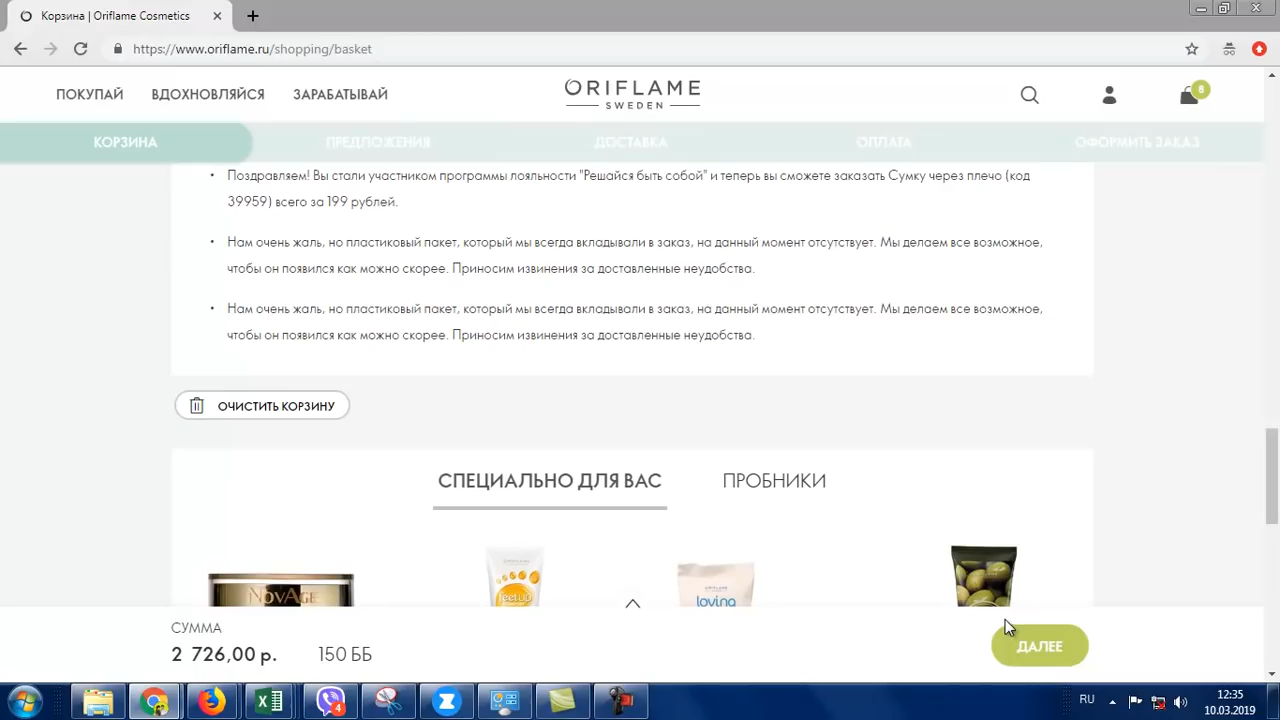 Корзина | Oriflame Cosmetics
https://www.oriflame.ru/shopping/basket
ПОКУПАЙ ВДОХНОВЛЯЙСЯ ЗАРАБАТЫВАЙ
ORIFLAME
SWEDEN
8
КОРЗИНА ПРЕДЛОЖЕНИЯ ДОСТАВКА ОПЛАТА ОФОРМИТЬ ЗАКАЗ
• Поздравляем! Вы стали участником программы лояльности "Решайся быть собой" и теперь вы сможете заказать Сумку через плечо (код
39959) всего за 199 рублей.
• Нам очень жаль, но пластиковый пакет, который мы всегда вкладывали в заказ, на данный момент отсутствует. Мы делаем все возможное,
чтобы он появился как можно скорее. Приносим извинения за доставленные неудобства.
• Нам очень жаль, но пластиковый пакет, который мы всегда вкладывали в заказ, на данный момент отсутствует. Мы делаем все возможное,
чтобы он появился как можно скорее. Приносим извинения за доставленные неудобства.
ОЧИСТИТЬ КОРЗИНУ
СПЕЦИАЛЬНО ДЛЯ ВАС ПРОБНИКИ
NOVAGE
feet up
loving
СУММА
2 726,00 р. 150 ББ
ДАЛЕЕ
4
RU
12:35
10.03.2019